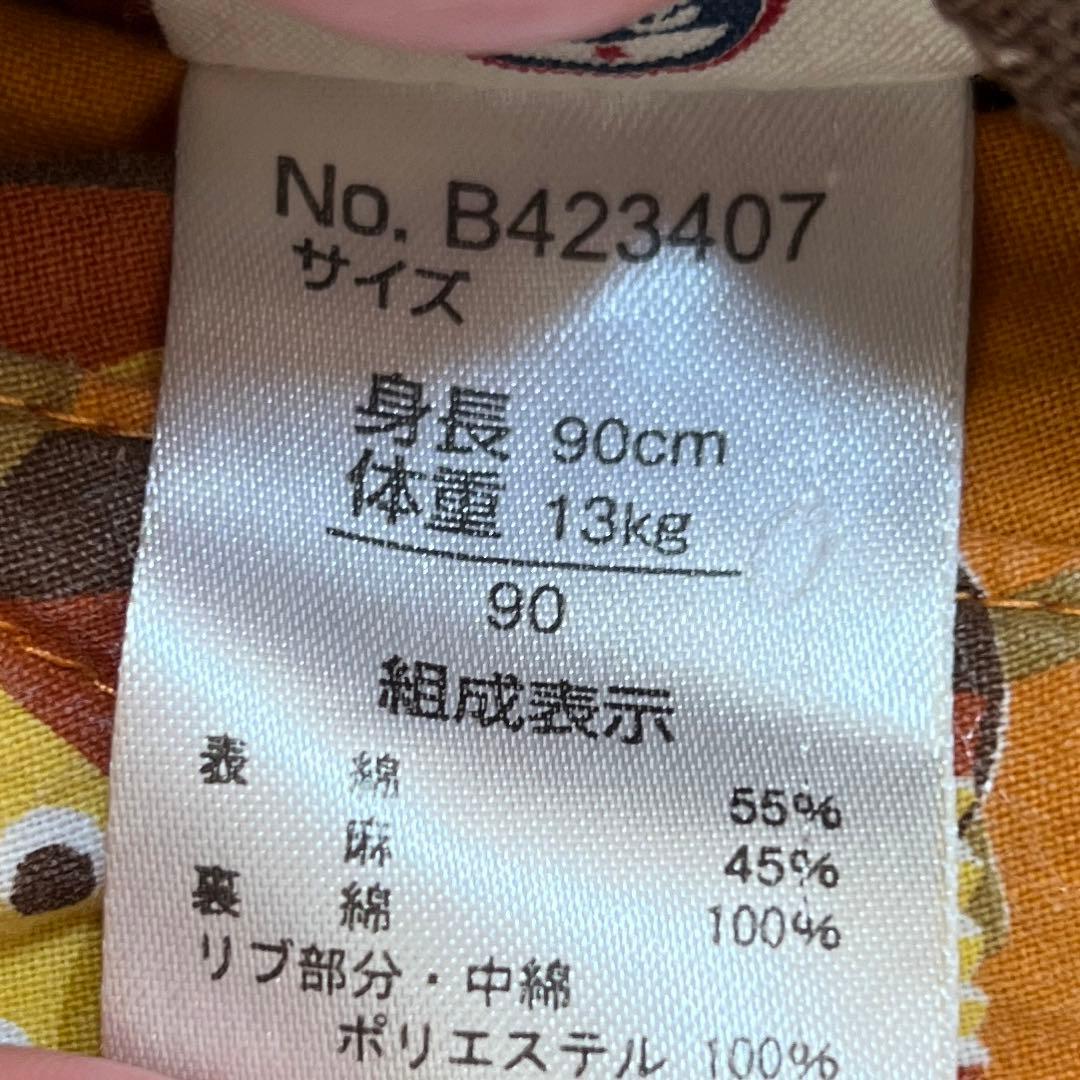 No. B423407
サイズ
身長 90cm
体重 13kg
90
組成表示
表 綿 55%
麻 45%
裏 綿 100%
リブ部分・中綿
ポリエステル 100%